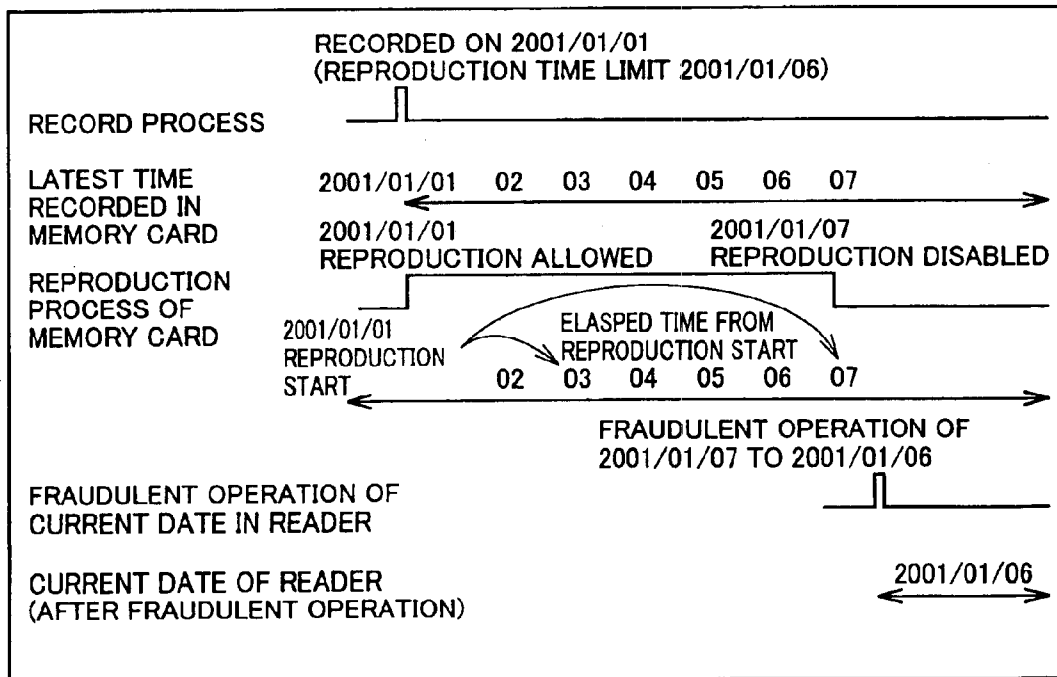 RECORDED ON 2001/01/01
(REPRODUCTION TIME LIMIT 2001/01/06)
RECORD PROCESS
LATEST TIME
RECORDED IN
MEMORY CARD
2001/01/01 02 03 04 05 06 07
2001/01/01
REPRODUCTION ALLOWED
2001/01/07
REPRODUCTION DISABLED
REPRODUCTION
PROCESS OF
MEMORY CARD
2001/01/01
REPRODUCTION
START
ELASPED TIME FROM
REPRODUCTION START
02 03 04 05 06 07
FRAUDULENT OPERATION OF
2001/01/07 TO 2001/01/06
FRAUDULENT OPERATION OF
CURRENT DATE IN READER
CURRENT DATE OF READER
(AFTER FRAUDULENT OPERATION)
2001/01/06